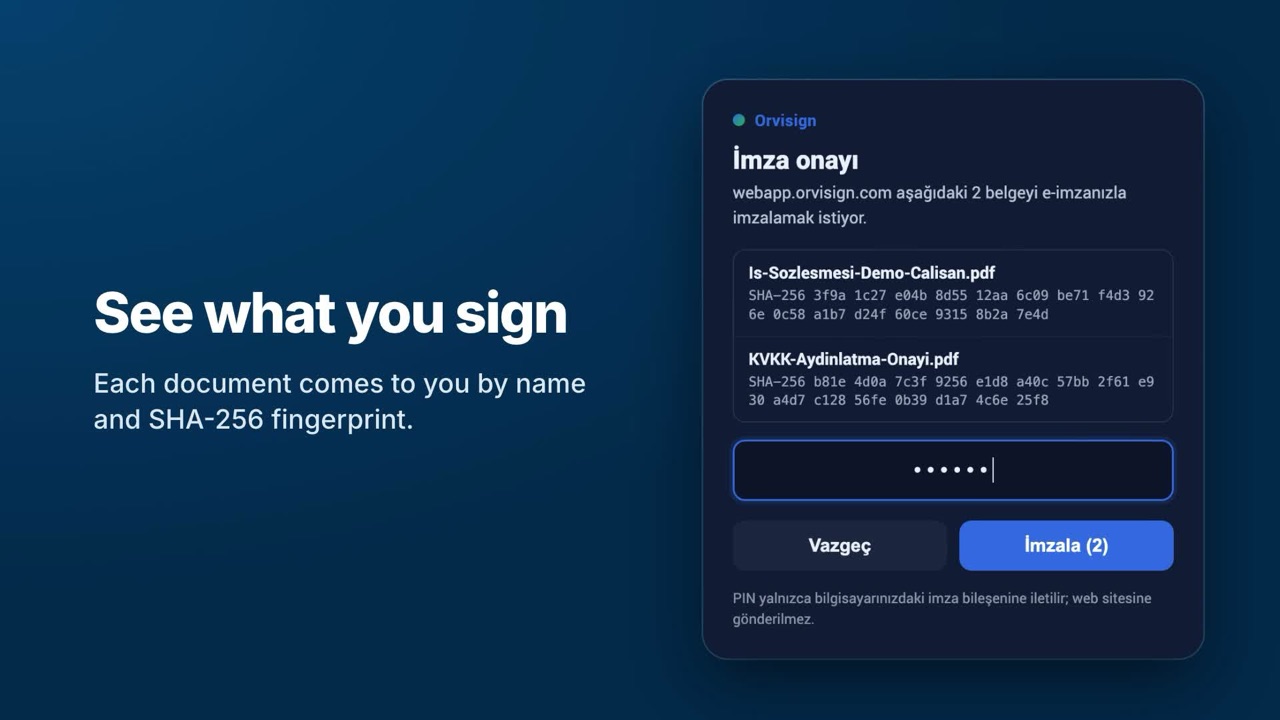 See what you sign
Each document comes to you by name
and SHA-256 fingerprint.
Orvisign
İmza onayı
webapp.orvisign.com aşağıdaki 2 belgeyi e-imzanızla
imzalamak istiyor.
Is-Sozlesmesi-Demo-Calisan.pdf
SHA-256 3f9a 1c27 e04b 8d55 12aa 6c09 be71 f4d3 92
6e 0c58 a1b7 d24f 60ce 9315 8b2a 7e4d
KVKK-Aydinlatma-Onayi.pdf
SHA-256 b81e 4d0a 7c3f 9256 e1d8 a40c 57bb 2f61 e9
30 a4d7 c128 56fe 0b39 d1a7 4c6e 25f8
••••••
Vazgeç
İmzala (2)
PIN yalnızca bilgisayarınızdaki imza bileşenine iletilir; web sitesine
gönderilmez.